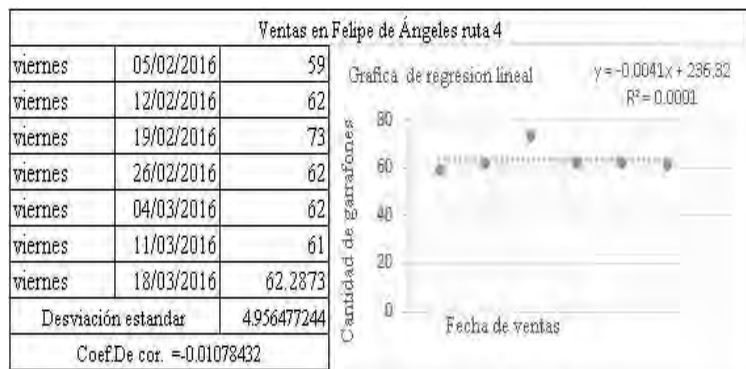 Ventas en Felipe de Ángeles ruta 4
viernes 05/02/2016 59
viernes 12/02/2016 62
viernes 19/02/2016 73
viernes 26/02/2016 62
viernes 04/03/2016 62
viernes 11/03/2016 61
viernes 18/03/2016 62.2873
Desviación estandar 4.956477244
Coef.De cor. =-0.01078432
Grafica de regresion lineal
y = -0.0041x + 236.32
R² = 0.0001
Cantidad de garrafones
80
60
40
20
0
Fecha de ventas